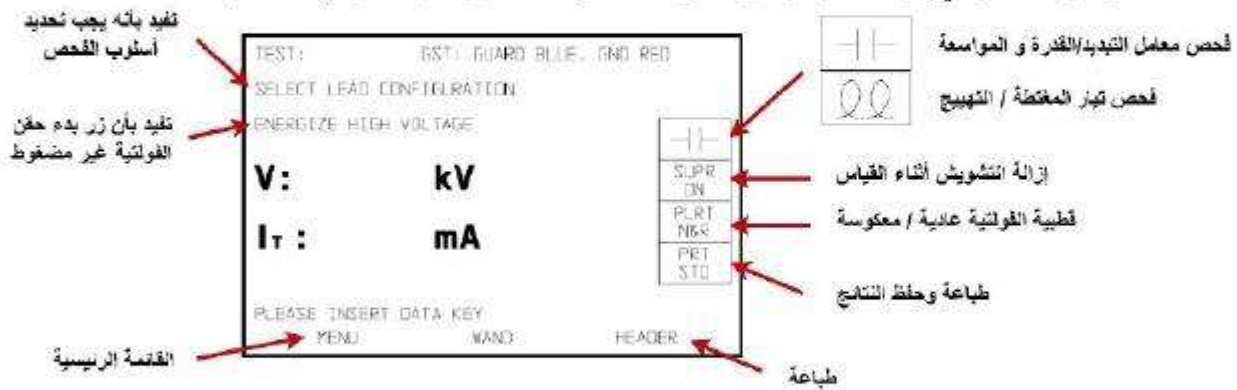 تفيد بأنه يجب تحديد
أسلوب الفحص
تفيد بأن زر بدء حقن
الفولتية غير مضغوط
القائمة الرئيسية
TEST: GST: GUARD BLUE, GND RED
SELECT LEAD CONFIGURATION
ENERGIZE HIGH VOLTAGE
V: kV
IT : mA
SUPR
ON
PLRT
N&R
PRT
STO
PLEASE INSERT DATA KEY
MENU WAND HEADER
فحص معامل التبديد/القدرة و المواسعة
فحص تيار المغنطة / التهييج
إزالة التشويش أثناء القياس
قطبية الفولتية عادية / معكوسة
طباعة وحفظ النتائج
طباعة